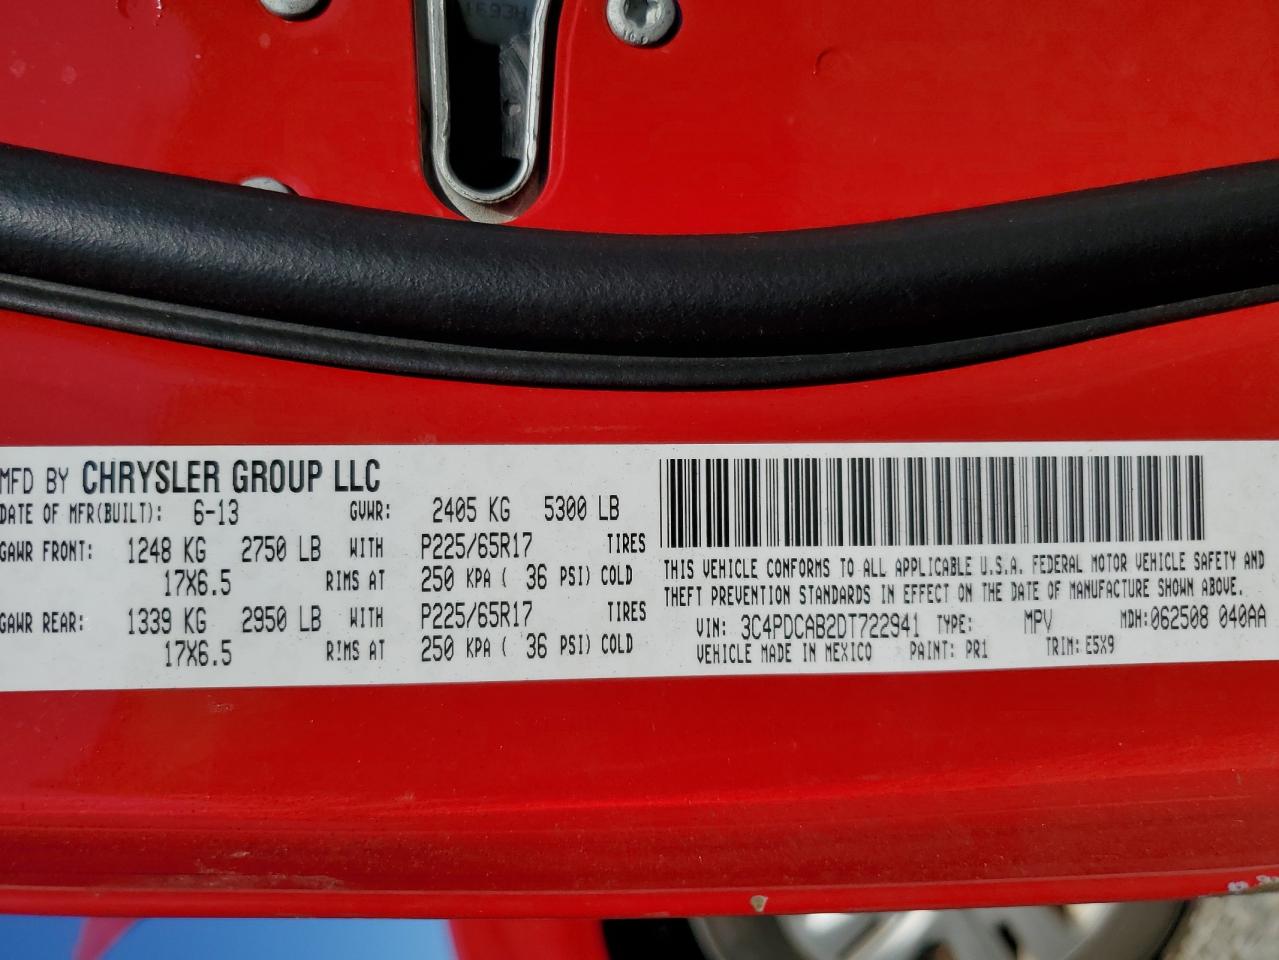 MFD BY CHRYSLER GROUP LLC
DATE OF MFR(BUILT): 6-13 GVWR: 2405 KG 5300 LB
GAWR FRONT: 1248 KG 2750 LB WITH P225/65R17 TIRES
17X6.5 RIMS AT 250 KPA ( 36 PSI) COLD
GAWR REAR: 1339 KG 2950 LB WITH P225/65R17 TIRES
17X6.5 RIMS AT 250 KPA ( 36 PSI) COLD
THIS VEHICLE CONFORMS TO ALL APPLICABLE U.S.A. FEDERAL MOTOR VEHICLE SAFETY AND
THEFT PREVENTION STANDARDS IN EFFECT ON THE DATE OF MANUFACTURE SHOWN ABOVE.
VIN: 3C4PDCAB2DT722941 TYPE: MPV MDH: 062508 040AA
VEHICLE MADE IN MEXICO PAINT: PR1 TRIM: E5X9